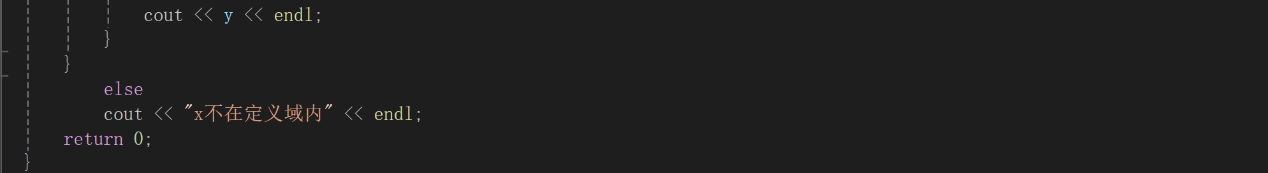 cout << y << endl;
}
}
else
cout << "x不在定义域内" << endl;
return 0;
}